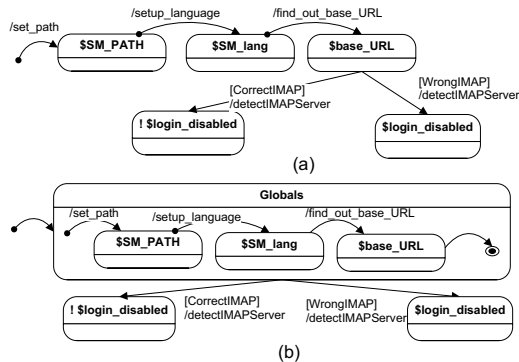 /setup_language
/find_out_base_URL
/set_path
$SM_PATH
$SM_lang
$base_URL
[CorrectIMAP]
/detectIMAPServer
[WrongIMAP]
/detectIMAPServer
! $login_disabled
$login_disabled
(a)
Globals
/set_path
/setup_language
/find_out_base_URL
$SM_PATH
$SM_lang
$base_URL
! $login_disabled
[CorrectIMAP]
/detectIMAPServer
[WrongIMAP]
/detectIMAPServer
$login_disabled
(b)